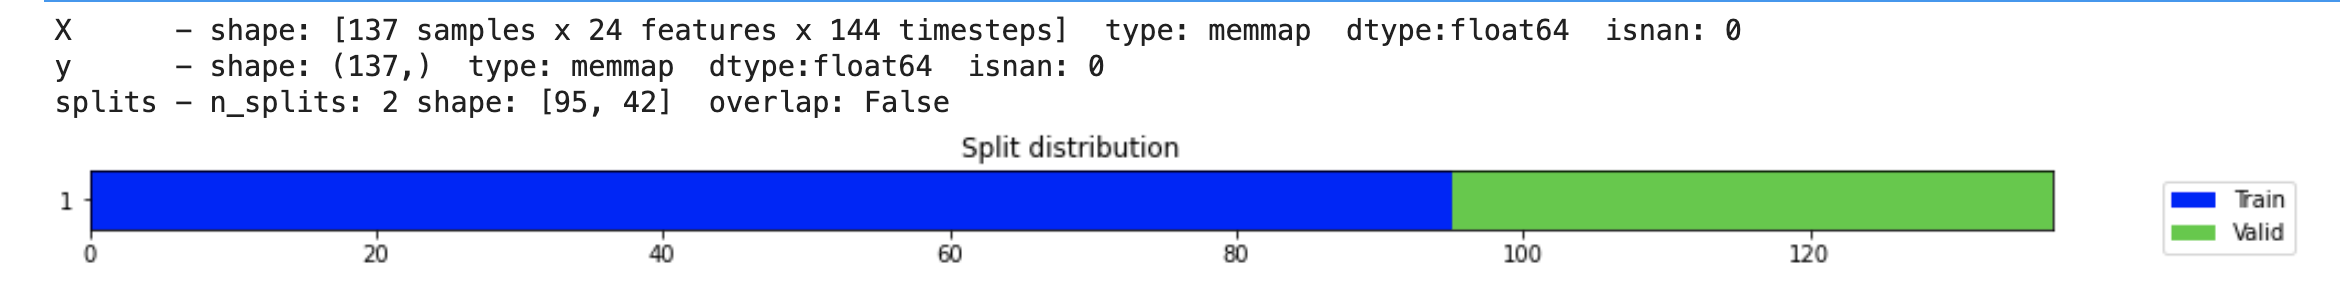 X      – shape: [137 samples x 24 features x 144 timesteps]  type: memmap  dtype:float64  isnan: 0
y      – shape: (137,)  type: memmap  dtype:float64  isnan: 0
splits – n_splits: 2 shape: [95, 42]  overlap: False
Split distribution
1
0 20 40 60 80 100 120
Train
Valid